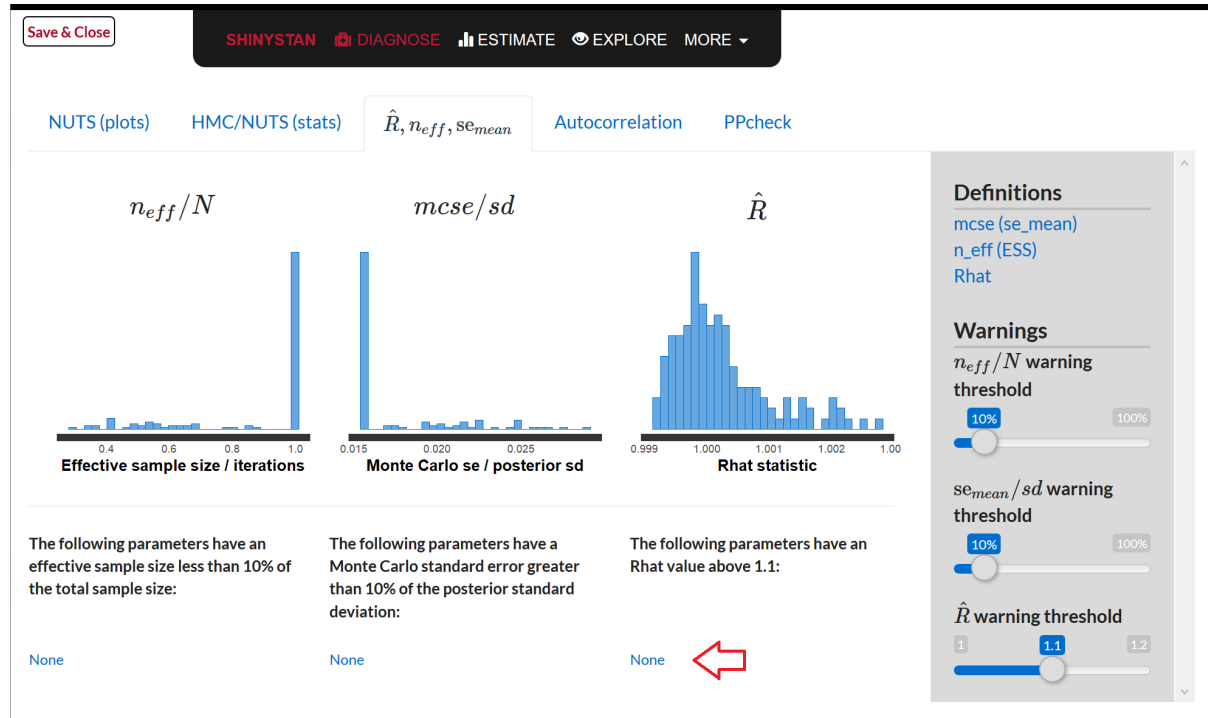 Save & Close
SHINYSTAN DIAGNOSE ESTIMATE EXPLORE MORE
NUTS (plots) HMC/NUTS (stats) R̂, n_eff, se_mean Autocorrelation PPcheck
n_eff/N mcse/sd R̂
0.4 0.6 0.8 1.0
Effective sample size / iterations
0.015 0.020 0.025
Monte Carlo se / posterior sd
0.999 1.000 1.001 1.002 1.00
Rhat statistic
The following parameters have an
effective sample size less than 10% of
the total sample size:
None
The following parameters have a
Monte Carlo standard error greater
than 10% of the posterior standard
deviation:
None
The following parameters have an
Rhat value above 1.1:
None
Definitions
mcse (se_mean)
n_eff (ESS)
Rhat
Warnings
n_eff/N warning
threshold
10% 100%
se_mean/sd warning
threshold
10% 100%
R̂ warning threshold
1 1.1 1.2